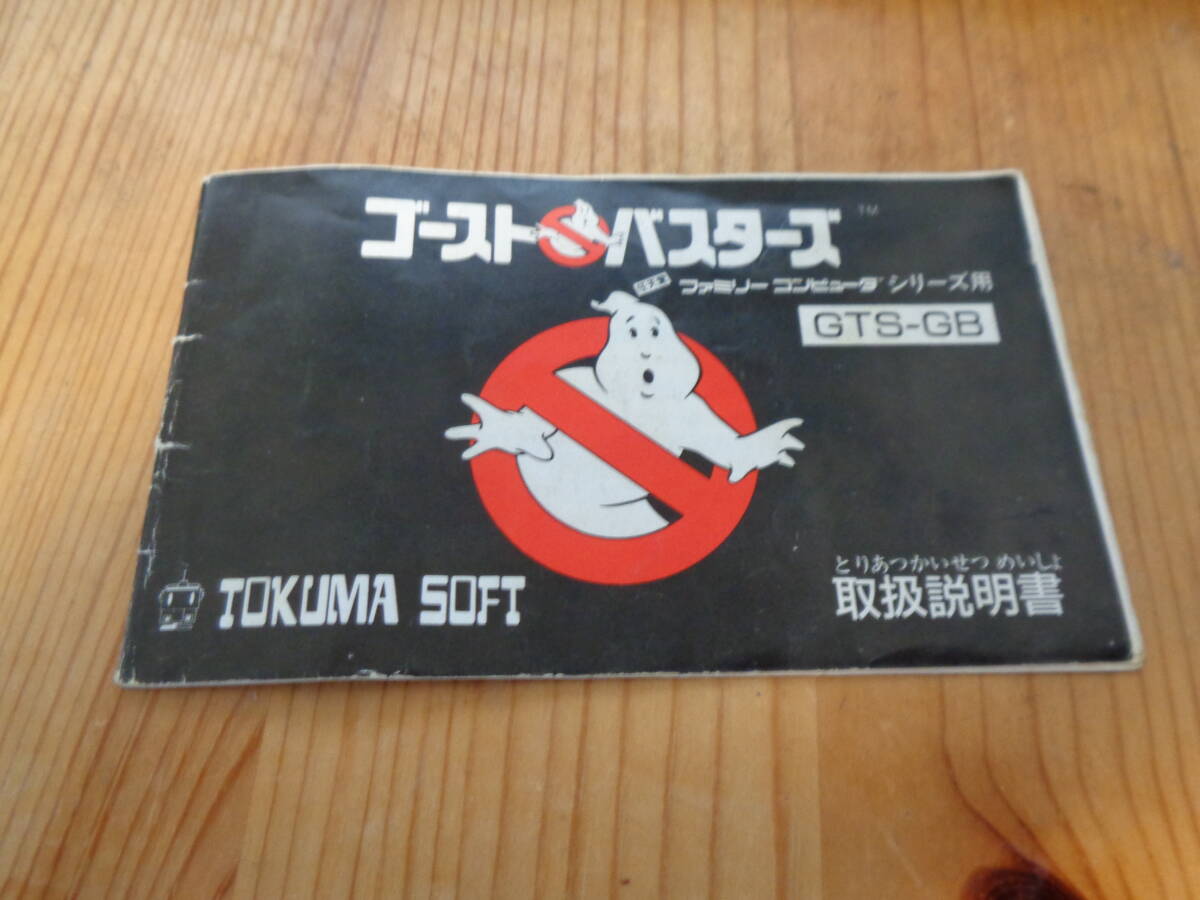 ゴーストバスターズ TM
ファミリーコンピュータ シリーズ用
GTS-GB
とりあつかいせつ めいしょ
取扱説明書
TOKUMA SOFT